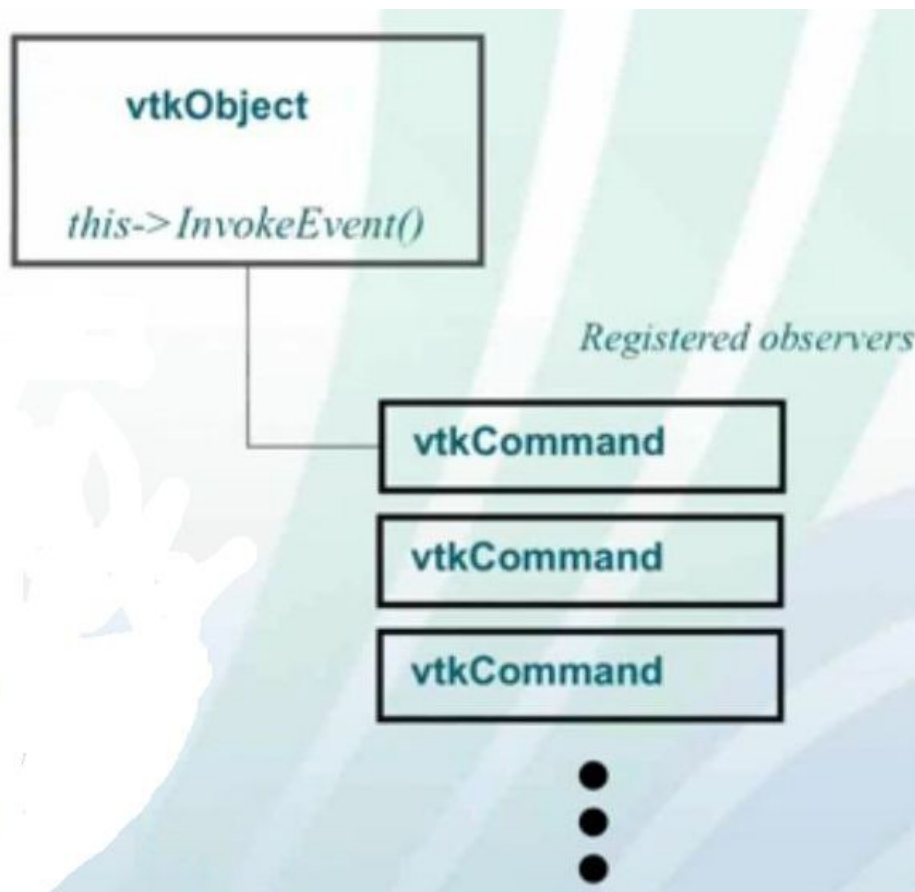 vtkObject
this->InvokeEvent()
Registered observers
vtkCommand
vtkCommand
vtkCommand